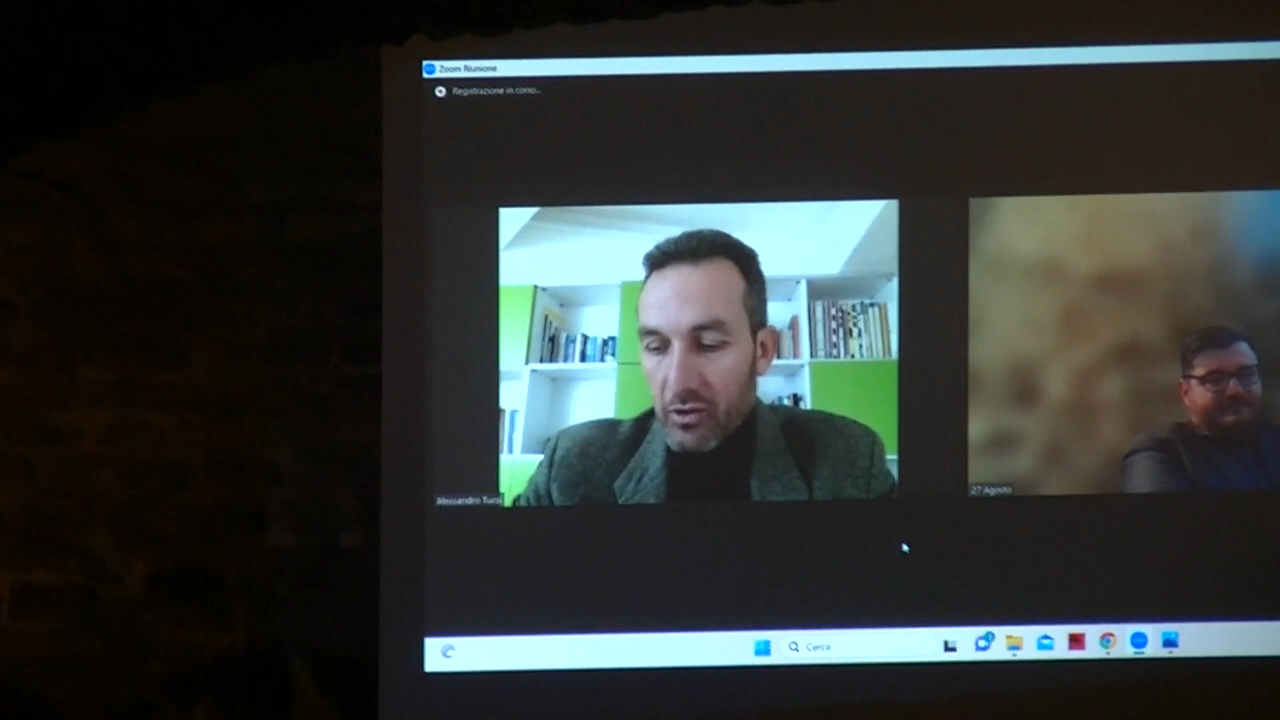 Zoom Riunione
Registrazione in corso...
Alessandro Tursi
27 Agosto
Cerca